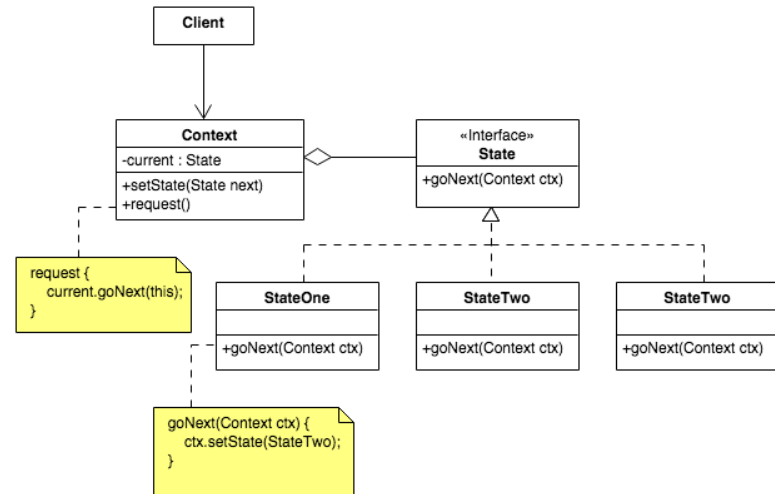 Client
Context
-current : State
+setState(State next)
+request()
«Interface»
State
+goNext(Context ctx)
request {
current.goNext(this);
}
StateOne
+goNext(Context ctx)
StateTwo
+goNext(Context ctx)
StateTwo
+goNext(Context ctx)
goNext(Context ctx) {
ctx.setState(StateTwo);
}